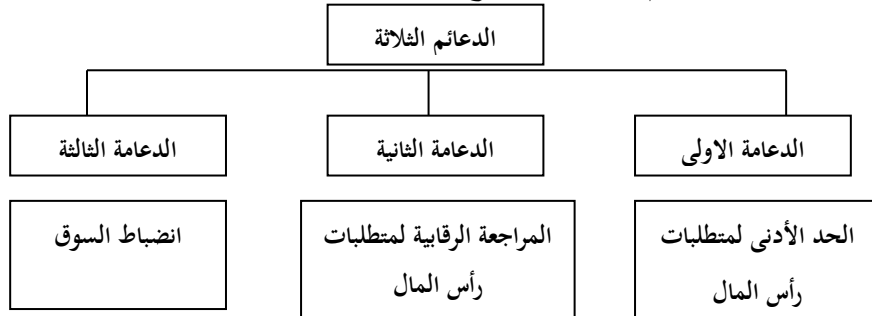 الدعائم الثلاثة
الدعامة الاولى
الدعامة الثانية
الدعامة الثالثة
الحد الأدنى لمتطلبات
رأس المال
المراجعة الرقابية لمتطلبات
رأس المال
انضباط السوق